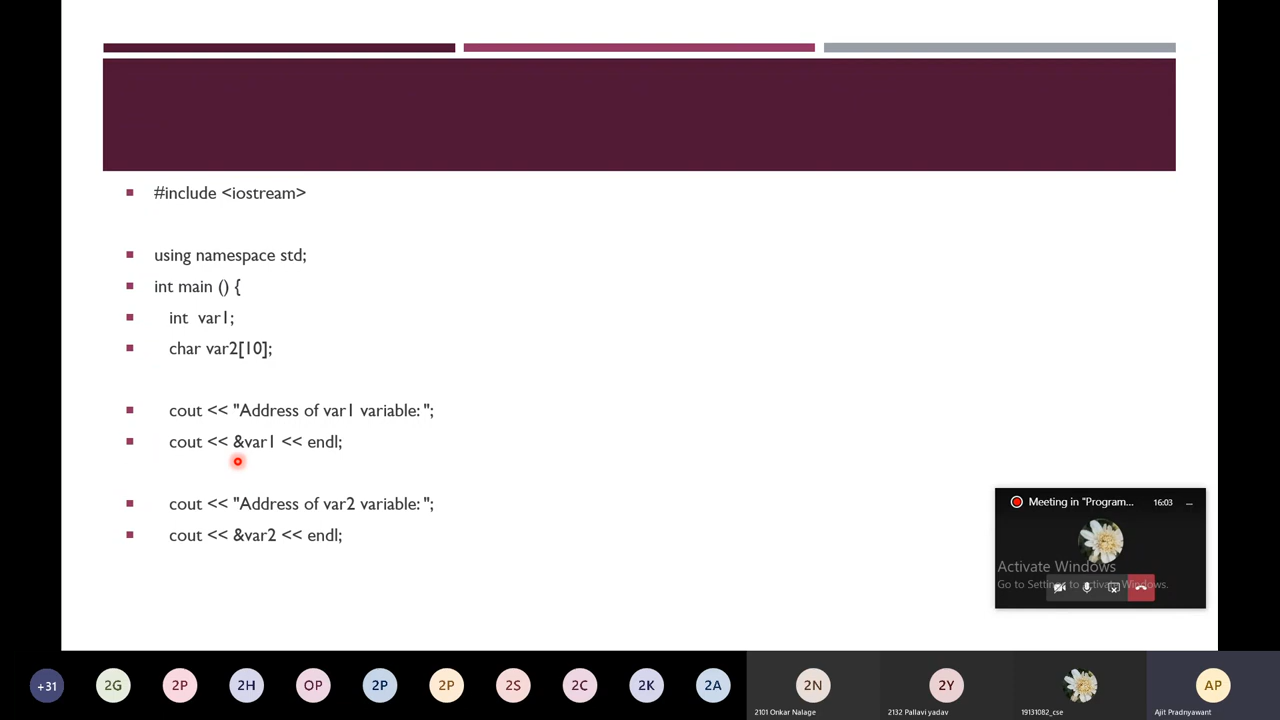 #include <iostream>
using namespace std;
int main () {
int var1;
char var2[10];
cout << "Address of var1 variable: ";
cout << &var1 << endl;
cout << "Address of var2 variable: ";
cout << &var2 << endl;
Meeting in "Program... 16:03
Activate Windows
Go to Settings to activate Windows.
+31 2G 2P 2H OP 2P 2P 2S 2C 2K 2A 2N 2Y AP
2101 Onkar Nalage 2132 Pallavi yadav 19131082_cse Ajit Pradnyawant